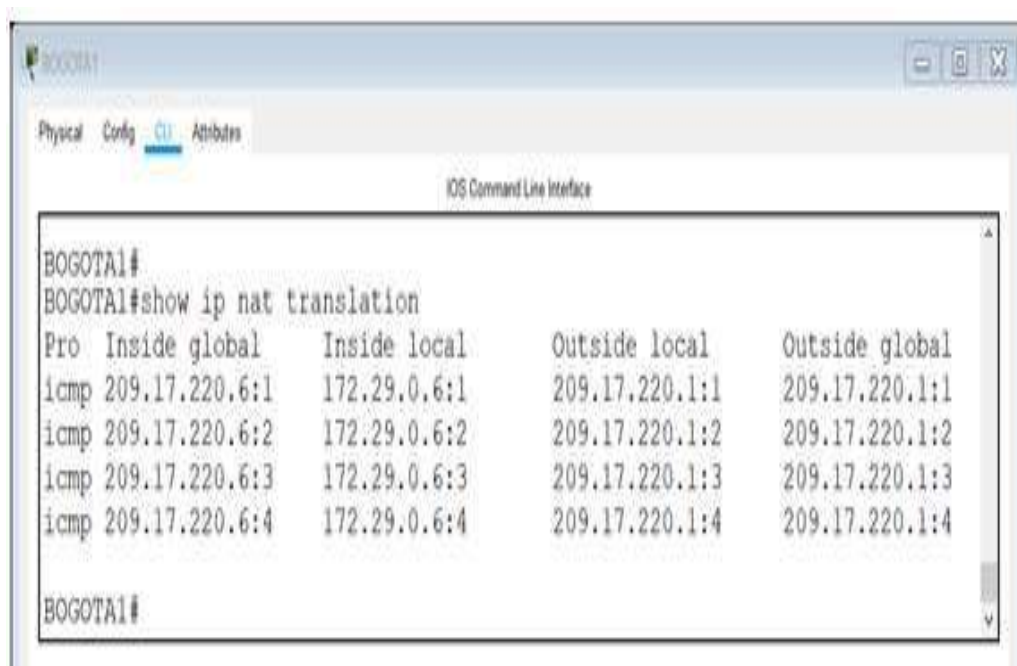 BOGOTA1
Physical Config CLI Attributes
IOS Command Line Interface
BOGOTA1#
BOGOTA1#show ip nat translation
Pro Inside global Inside local Outside local Outside global
icmp 209.17.220.6:1 172.29.0.6:1 209.17.220.1:1 209.17.220.1:1
icmp 209.17.220.6:2 172.29.0.6:2 209.17.220.1:2 209.17.220.1:2
icmp 209.17.220.6:3 172.29.0.6:3 209.17.220.1:3 209.17.220.1:3
icmp 209.17.220.6:4 172.29.0.6:4 209.17.220.1:4 209.17.220.1:4
BOGOTA1#